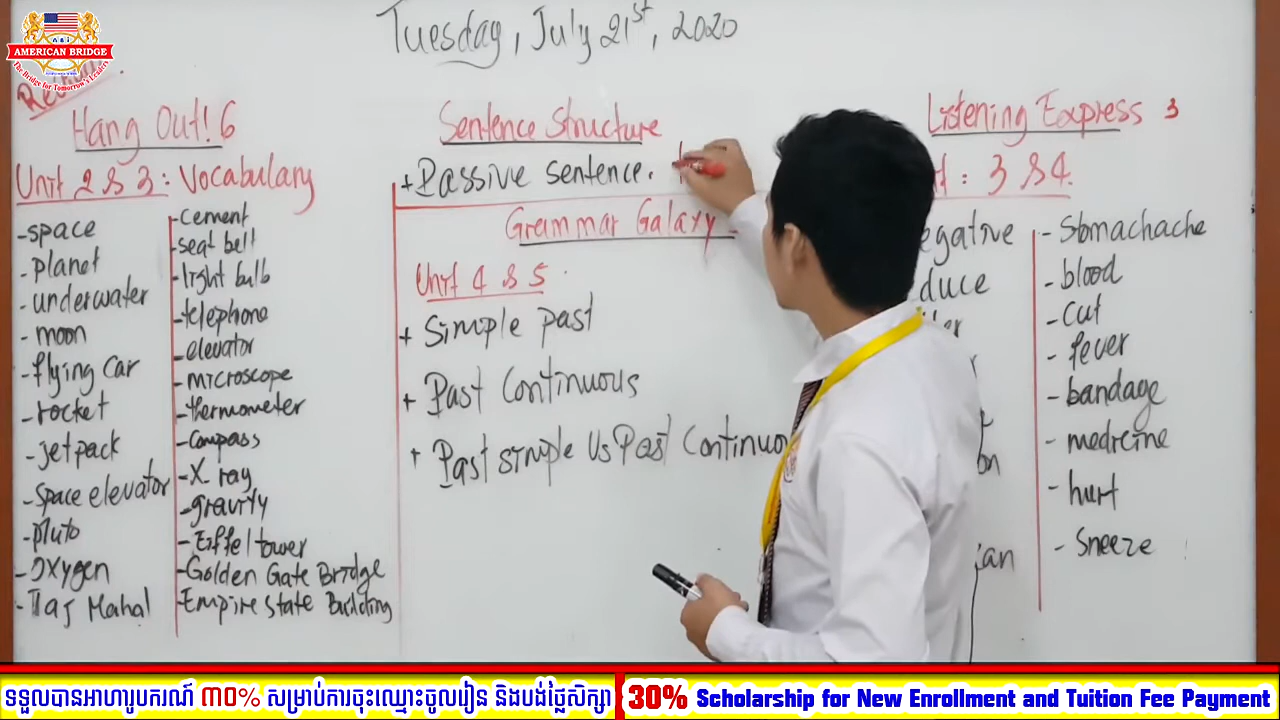 AMERICAN BRIDGE
The Bridge for Tomorrow's Leaders
Tuesday, July 21st, 2020
Hang Out! 6
Unit 2 & 3 : Vocabulary
- space
- planet
- underwater
- moon
- flying car
- rocket
- jetpack
- space elevator
- pluto
- oxygen
- Taj Mahal
- cement
- seat belt
- light bulb
- telephone
- elevator
- microscope
- thermometer
- compass
- X. ray
- gravity
- Eiffel tower
- Golden Gate Bridge
- Empire state Building
Sentence Structure
+ Passive sentence.
Grammar Galaxy
Unit 4 & 5
+ Simple past
+ Past Continuous
+ Past simple Vs Past Continuou
Listening Express 3
t : 3 & 4.
egative
duce
- Stomachache
- blood
- cut
- fever
- bandage
- medicine
- hurt
- Sneeze
ទទួលបានអាហារូបករណ៍ ៣០% សម្រាប់ការចុះឈ្មោះចូលរៀន និងបង់ថ្លៃសិក្សា
30% Scholarship for New Enrollment and Tuition Fee Payment